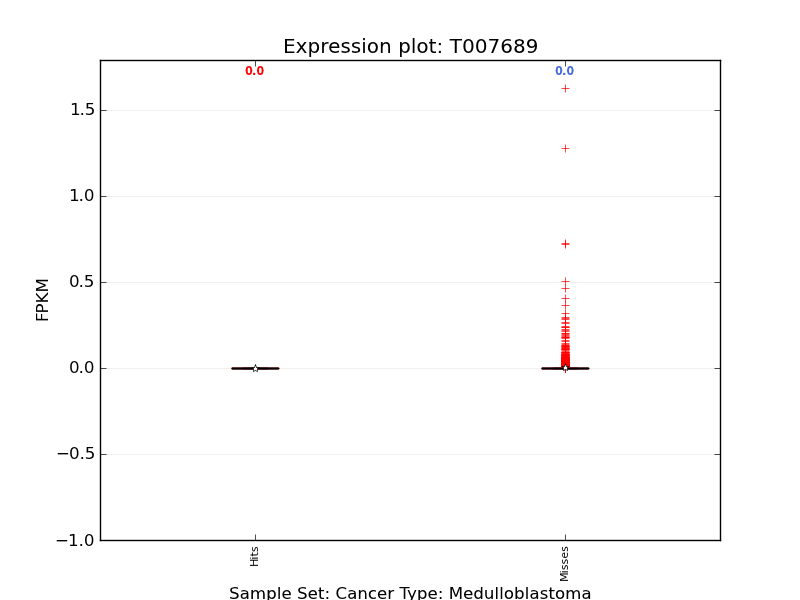 Expression plot: T007689
0.0
0.0
1.5
1.0
0.5
0.0
−0.5
−1.0
FPKM
Hits
Misses
Sample Set: Cancer Type: Medulloblastoma